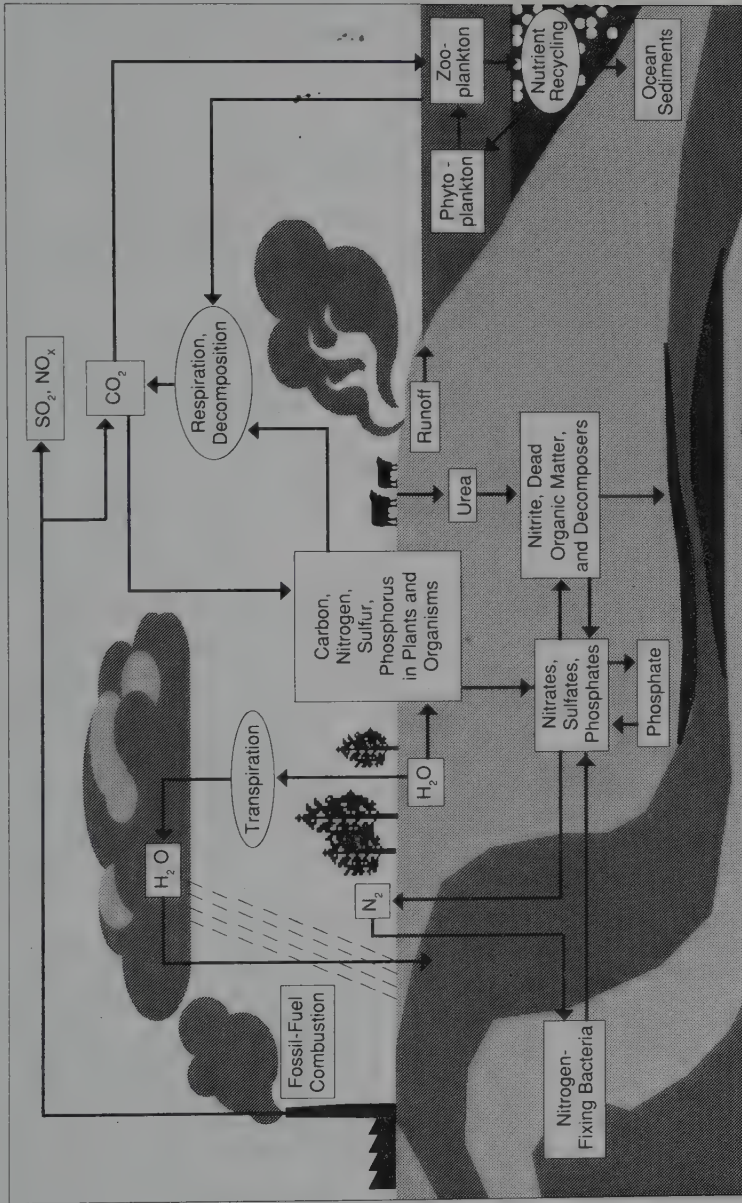 SO₂, NOₓ
CO₂
Respiration,
Decomposition
H₂O
Transpiration
Fossil-Fuel
Combustion
N₂
H₂O
Carbon,
Nitrogen,
Sulfur,
Phosphorus
in Plants and
Organisms
Urea
Runoff
Phyto-
plankton
Zoo-
plankton
Nutrient
Recycling
Ocean
Sediments
Nitrogen-
Fixing Bacteria
Nitrates,
Sulfates,
Phosphates
Phosphate
Nitrite, Dead
Organic Matter,
and Decomposers